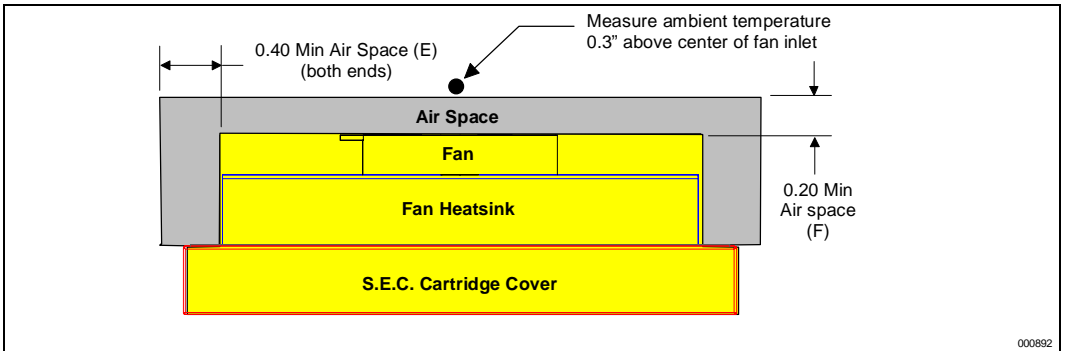 Measure ambient temperature
0.3” above center of fan inlet
0.40 Min Air Space (E)
(both ends)
Air Space
Fan
0.20 Min
Air space
(F)
Fan Heatsink
S.E.C. Cartridge Cover
000892